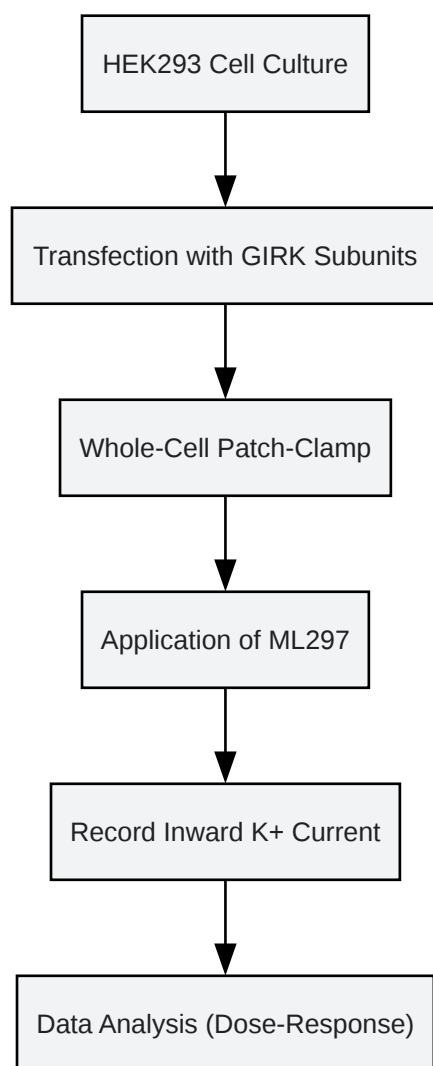 HEK293 Cell Culture
Transfection with GIRK Subunits
Whole-Cell Patch-Clamp
Application of ML297
Record Inward K+ Current
Data Analysis (Dose-Response)